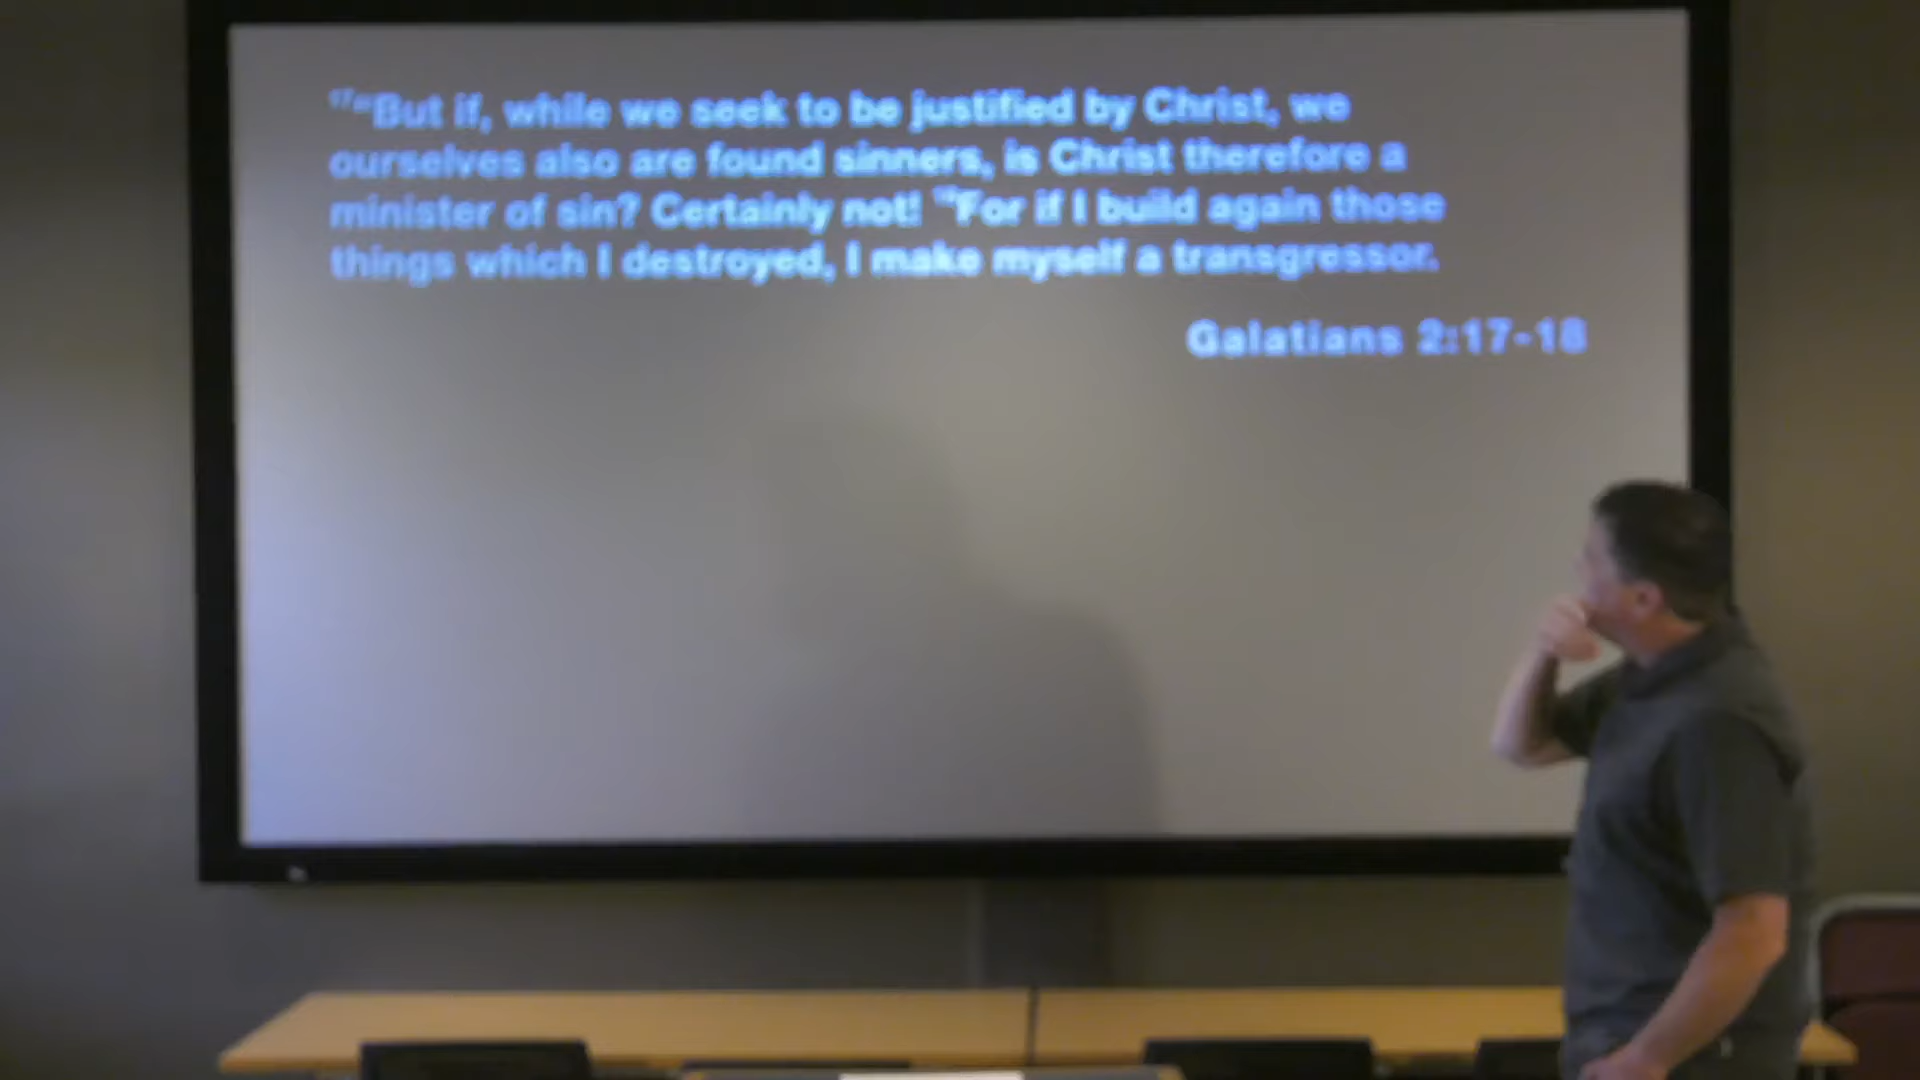 ¹⁷"But if, while we seek to be justified by Christ, we
ourselves also are found sinners, is Christ therefore a
minister of sin? Certainly not! ¹⁸For if I build again those
things which I destroyed, I make myself a transgressor.
Galatians 2:17-18